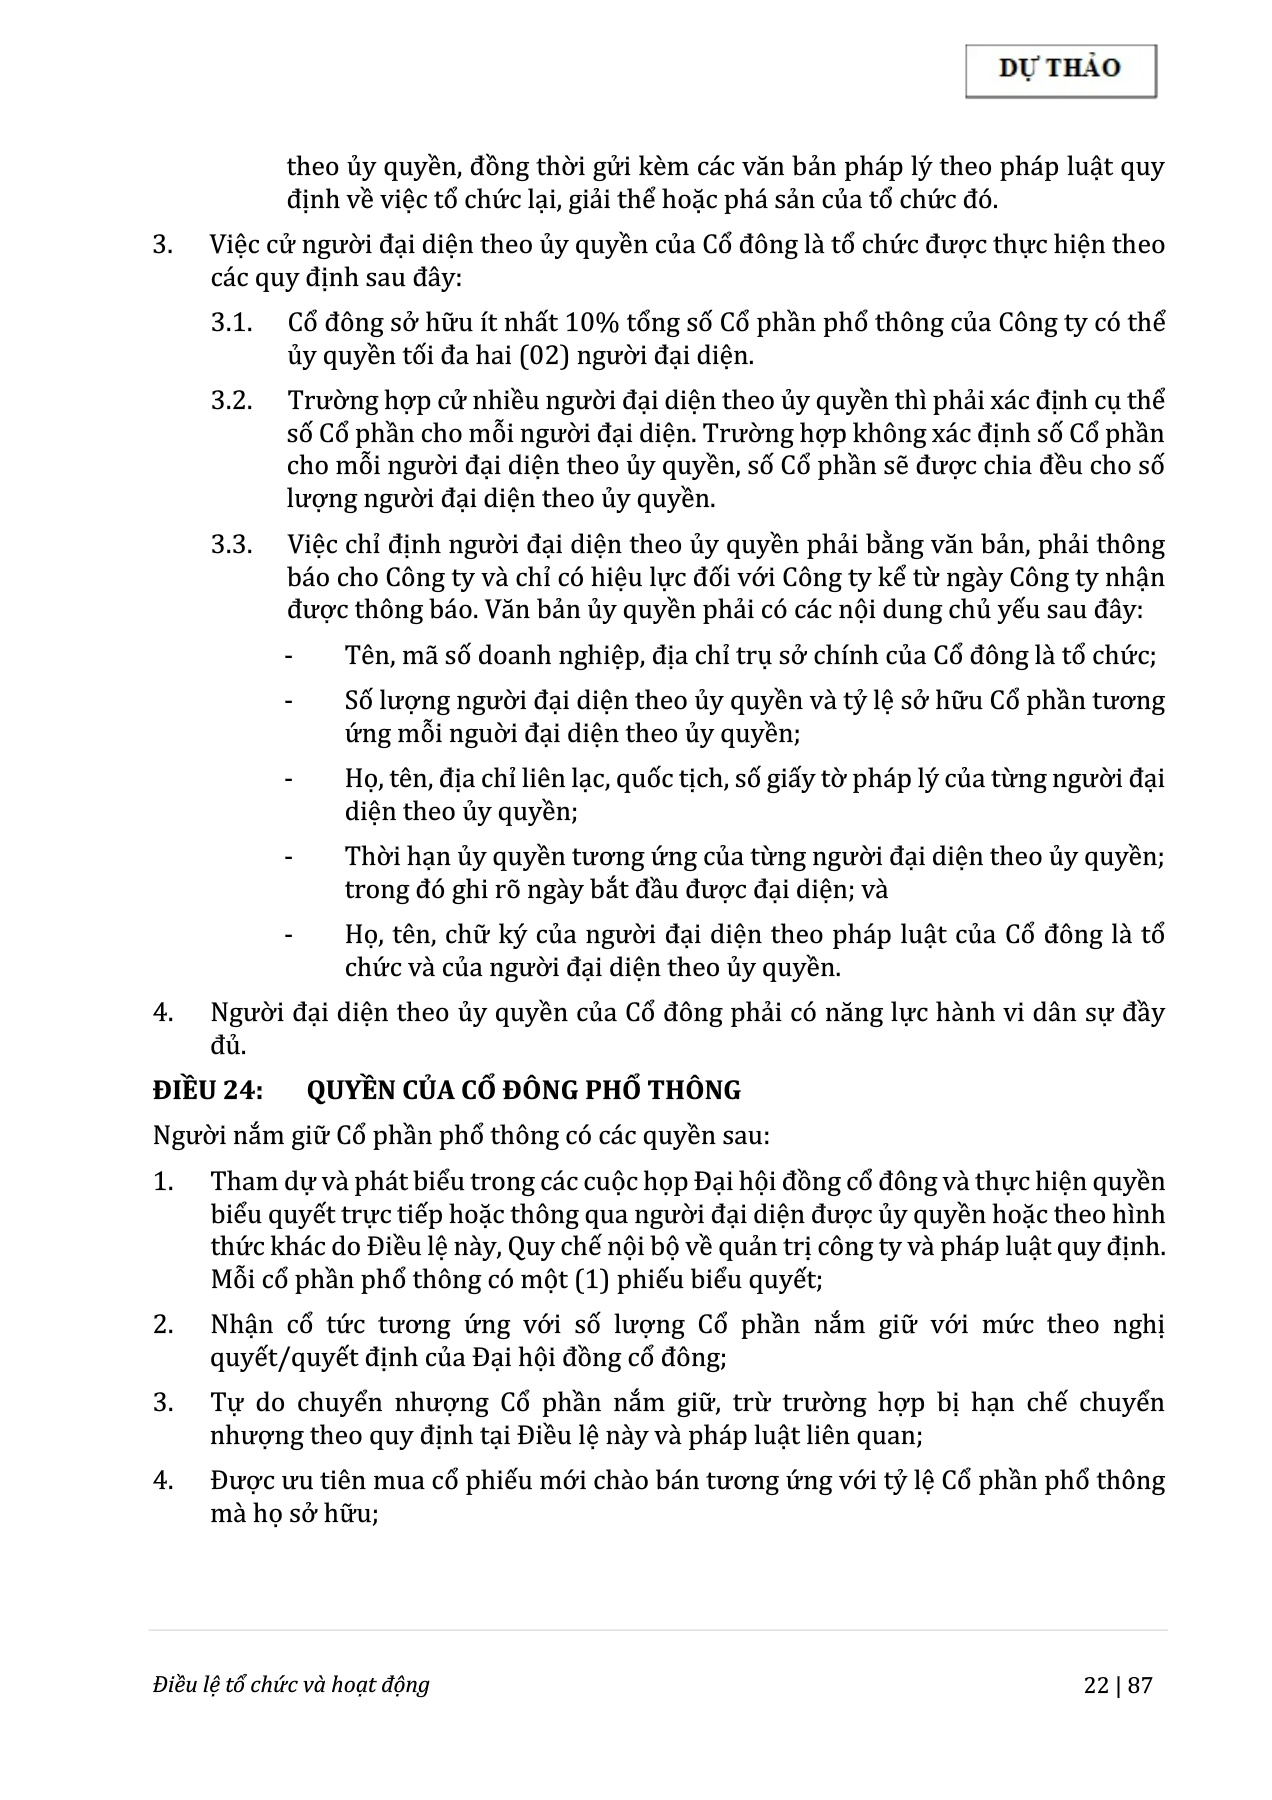 DỰ THẢO
theo ủy quyền, đồng thời gửi kèm các văn bản pháp lý theo pháp luật quy
định về việc tổ chức lại, giải thể hoặc phá sản của tổ chức đó.
3. Việc cử người đại diện theo ủy quyền của Cổ đông là tổ chức được thực hiện theo
các quy định sau đây:
3.1. Cổ đông sở hữu ít nhất 10% tổng số Cổ phần phổ thông của Công ty có thể
ủy quyền tối đa hai (02) người đại diện.
3.2. Trường hợp cử nhiều người đại diện theo ủy quyền thì phải xác định cụ thể
số Cổ phần cho mỗi người đại diện. Trường hợp không xác định số Cổ phần
cho mỗi người đại diện theo ủy quyền, số Cổ phần sẽ được chia đều cho số
lượng người đại diện theo ủy quyền.
3.3. Việc chỉ định người đại diện theo ủy quyền phải bằng văn bản, phải thông
báo cho Công ty và chỉ có hiệu lực đối với Công ty kể từ ngày Công ty nhận
được thông báo. Văn bản ủy quyền phải có các nội dung chủ yếu sau đây:
- Tên, mã số doanh nghiệp, địa chỉ trụ sở chính của Cổ đông là tổ chức;
- Số lượng người đại diện theo ủy quyền và tỷ lệ sở hữu Cổ phần tương
ứng mỗi nguời đại diện theo ủy quyền;
- Họ, tên, địa chỉ liên lạc, quốc tịch, số giấy tờ pháp lý của từng người đại
diện theo ủy quyền;
- Thời hạn ủy quyền tương ứng của từng người đại diện theo ủy quyền;
trong đó ghi rõ ngày bắt đầu được đại diện; và
- Họ, tên, chữ ký của người đại diện theo pháp luật của Cổ đông là tổ
chức và của người đại diện theo ủy quyền.
4. Người đại diện theo ủy quyền của Cổ đông phải có năng lực hành vi dân sự đầy
đủ.
ĐIỀU 24: QUYỀN CỦA CỔ ĐÔNG PHỔ THÔNG
Người nắm giữ Cổ phần phổ thông có các quyền sau:
1. Tham dự và phát biểu trong các cuộc họp Đại hội đồng cổ đông và thực hiện quyền
biểu quyết trực tiếp hoặc thông qua người đại diện được ủy quyền hoặc theo hình
thức khác do Điều lệ này, Quy chế nội bộ về quản trị công ty và pháp luật quy định.
Mỗi cổ phần phổ thông có một (1) phiếu biểu quyết;
2. Nhận cổ tức tương ứng với số lượng Cổ phần nắm giữ với mức theo nghị
quyết/quyết định của Đại hội đồng cổ đông;
3. Tự do chuyển nhượng Cổ phần nắm giữ, trừ trường hợp bị hạn chế chuyển
nhượng theo quy định tại Điều lệ này và pháp luật liên quan;
4. Được ưu tiên mua cổ phiếu mới chào bán tương ứng với tỷ lệ Cổ phần phổ thông
mà họ sở hữu;
Điều lệ tổ chức và hoạt động 22 | 87